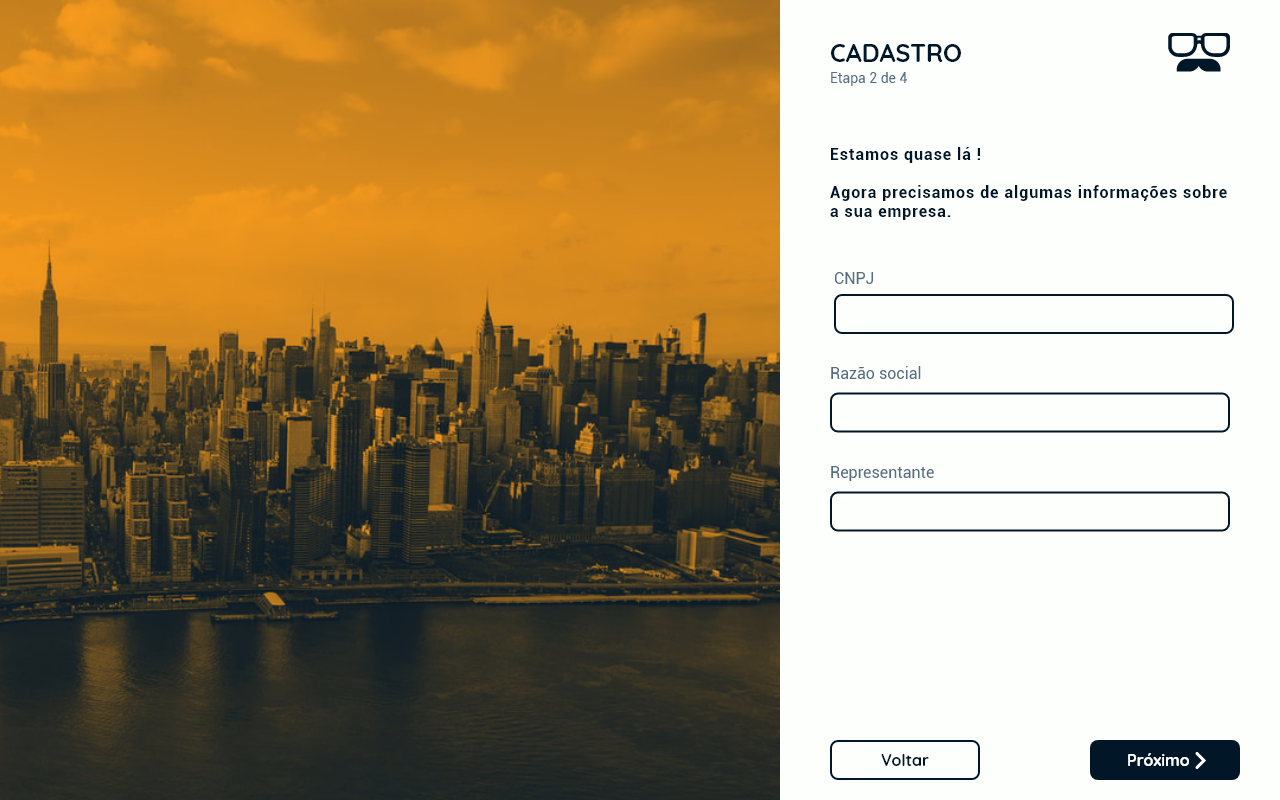 CADASTRO
Etapa 2 de 4
Estamos quase lá !
Agora precisamos de algumas informações sobre
a sua empresa.
CNPJ
Razão social
Representante
Voltar
Próximo